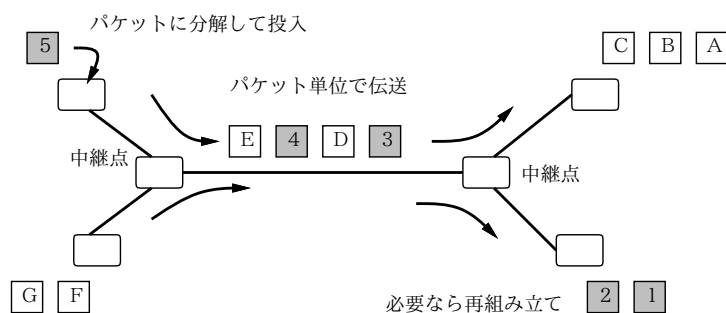 パケットに分解して投入
5
C B A
パケット単位で伝送
E 4 D 3
中継点
中継点
G F
必要なら再組み立て
2 1